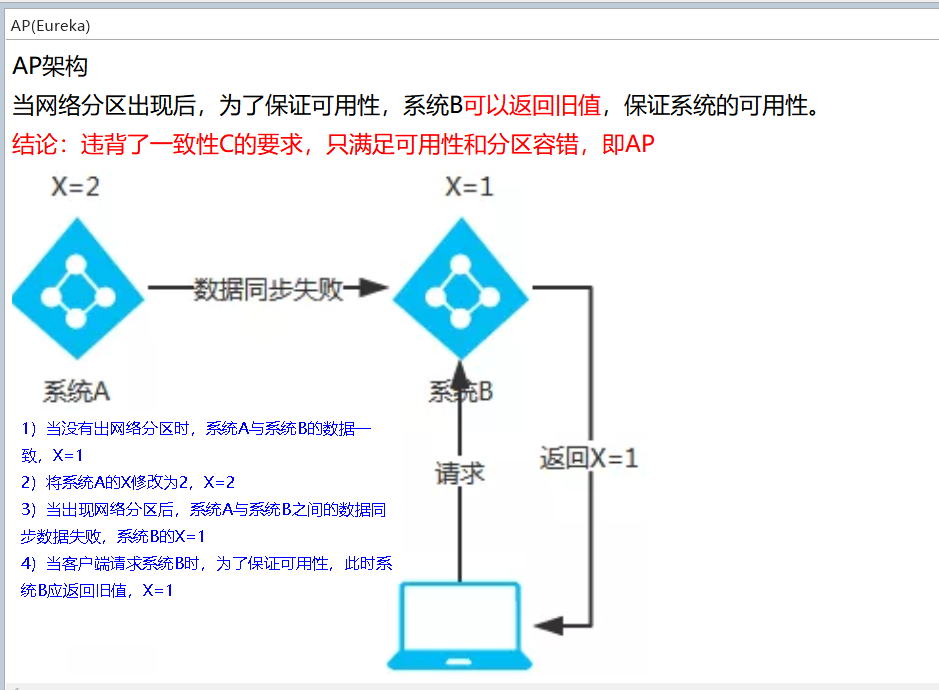 AP(Eureka)
AP架构
当网络分区出现后，为了保证可用性，系统B可以返回旧值，保证系统的可用性。
结论：违背了一致性C的要求，只满足可用性和分区容错，即AP
X=2
X=1
数据同步失败
系统A
系统B
1）当没有出网络分区时，系统A与系统B的数据一
致，X=1
2）将系统A的X修改为2，X=2
3）当出现网络分区后，系统A与系统B之间的数据同
步数据失败，系统B的X=1
4）当客户端请求系统B时，为了保证可用性，此时系
统B应返回旧值，X=1
请求
返回X=1